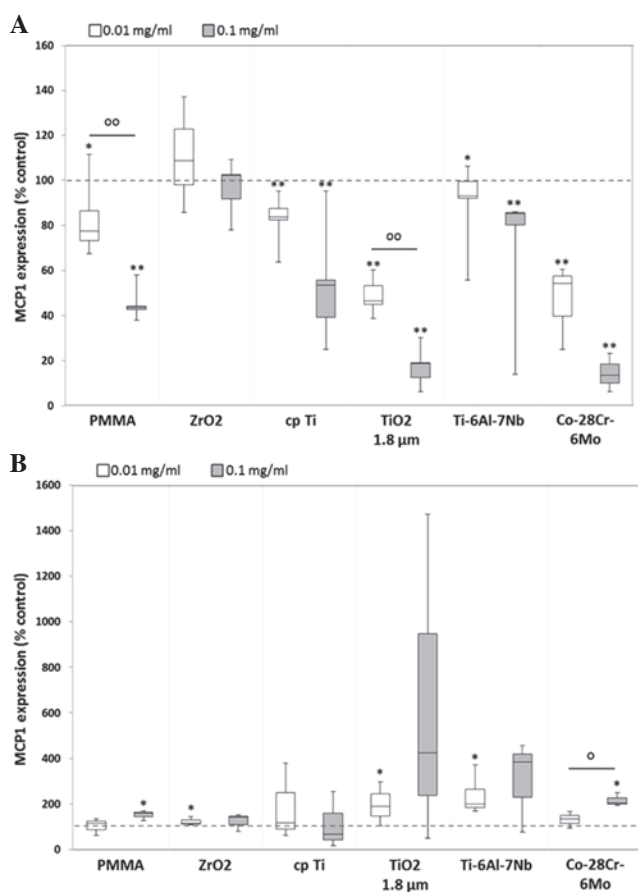 A
0.01 mg/ml 0.1 mg/ml
MCP1 expression (% control)
160
140
120
100
80
60
40
20
0
*
oo
**
**
**
**
oo
**
*
**
**
**
PMMA ZrO2 cp Ti TiO2 Ti-6Al-7Nb Co-28Cr-
1.8 µm 6Mo
B
0.01 mg/ml 0.1 mg/ml
MCP1 expression (% control)
1600
1400
1200
1000
800
600
400
200
0
*
*
*
*
o
*
PMMA ZrO2 cp Ti TiO2 Ti-6Al-7Nb Co-28Cr-
1.8 µm 6Mo